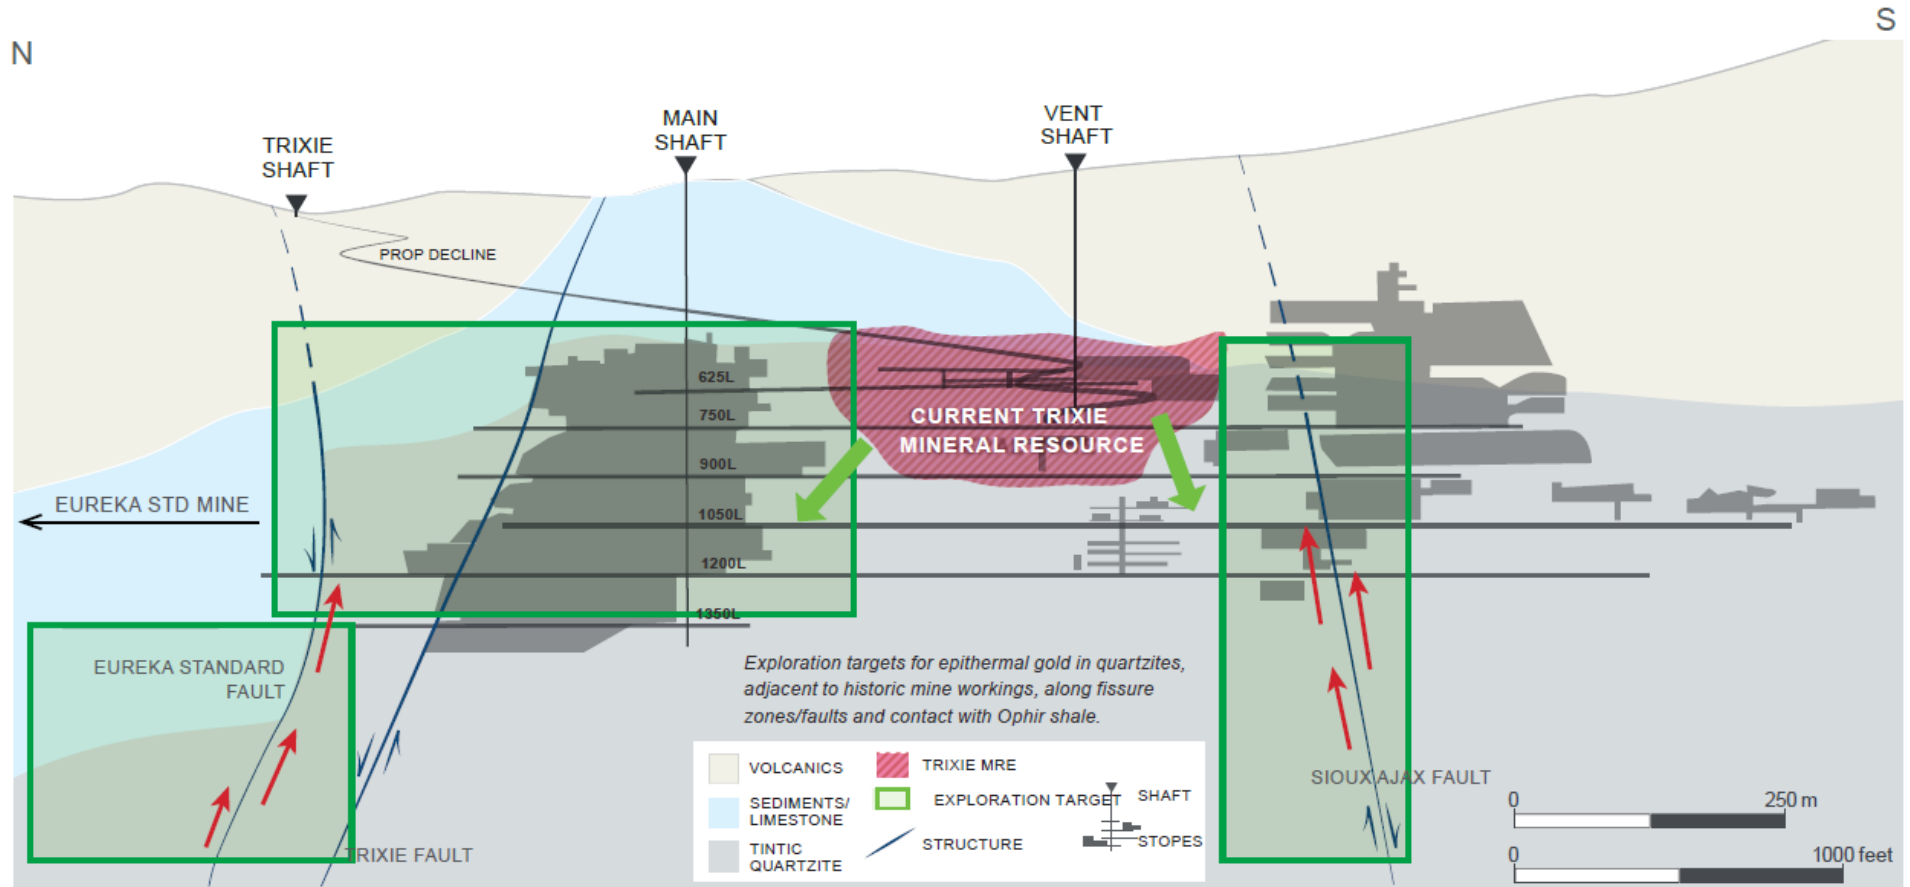 N
S
TRIXIE
SHAFT
MAIN
SHAFT
VENT
SHAFT
PROP DECLINE
625L
750L
CURRENT TRIXIE
MINERAL RESOURCE
900L
EUREKA STD MINE
1050L
1200L
1350L
EUREKA STANDARD
FAULT
Exploration targets for epithermal gold in quartzites,
adjacent to historic mine workings, along fissure
zones/faults and contact with Ophir shale.
VOLCANICS
SEDIMENTS/
LIMESTONE
TINTIC
QUARTZITE
TRIXIE MRE
EXPLORATION TARGET
STRUCTURE
SHAFT
STOPES
SIOUX AJAX FAULT
TRIXIE FAULT
0 250 m
0 1000 feet